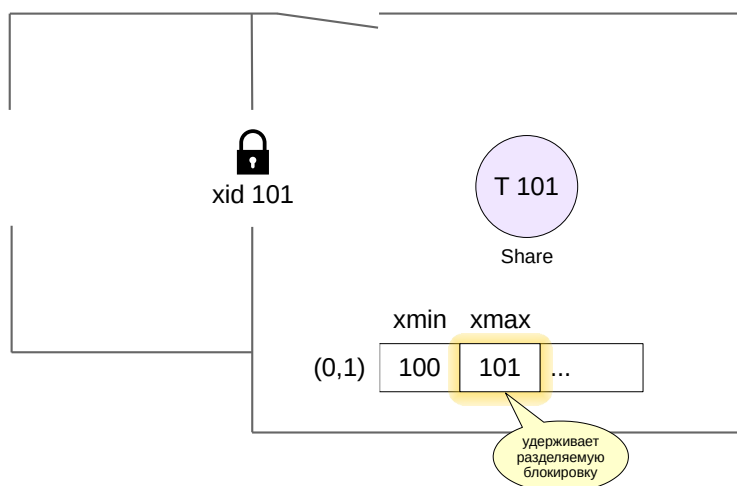 T 101
xid 101
Share
xmin xmax
(0,1) 100 101 ...
удерживает
разделяемую
блокировку